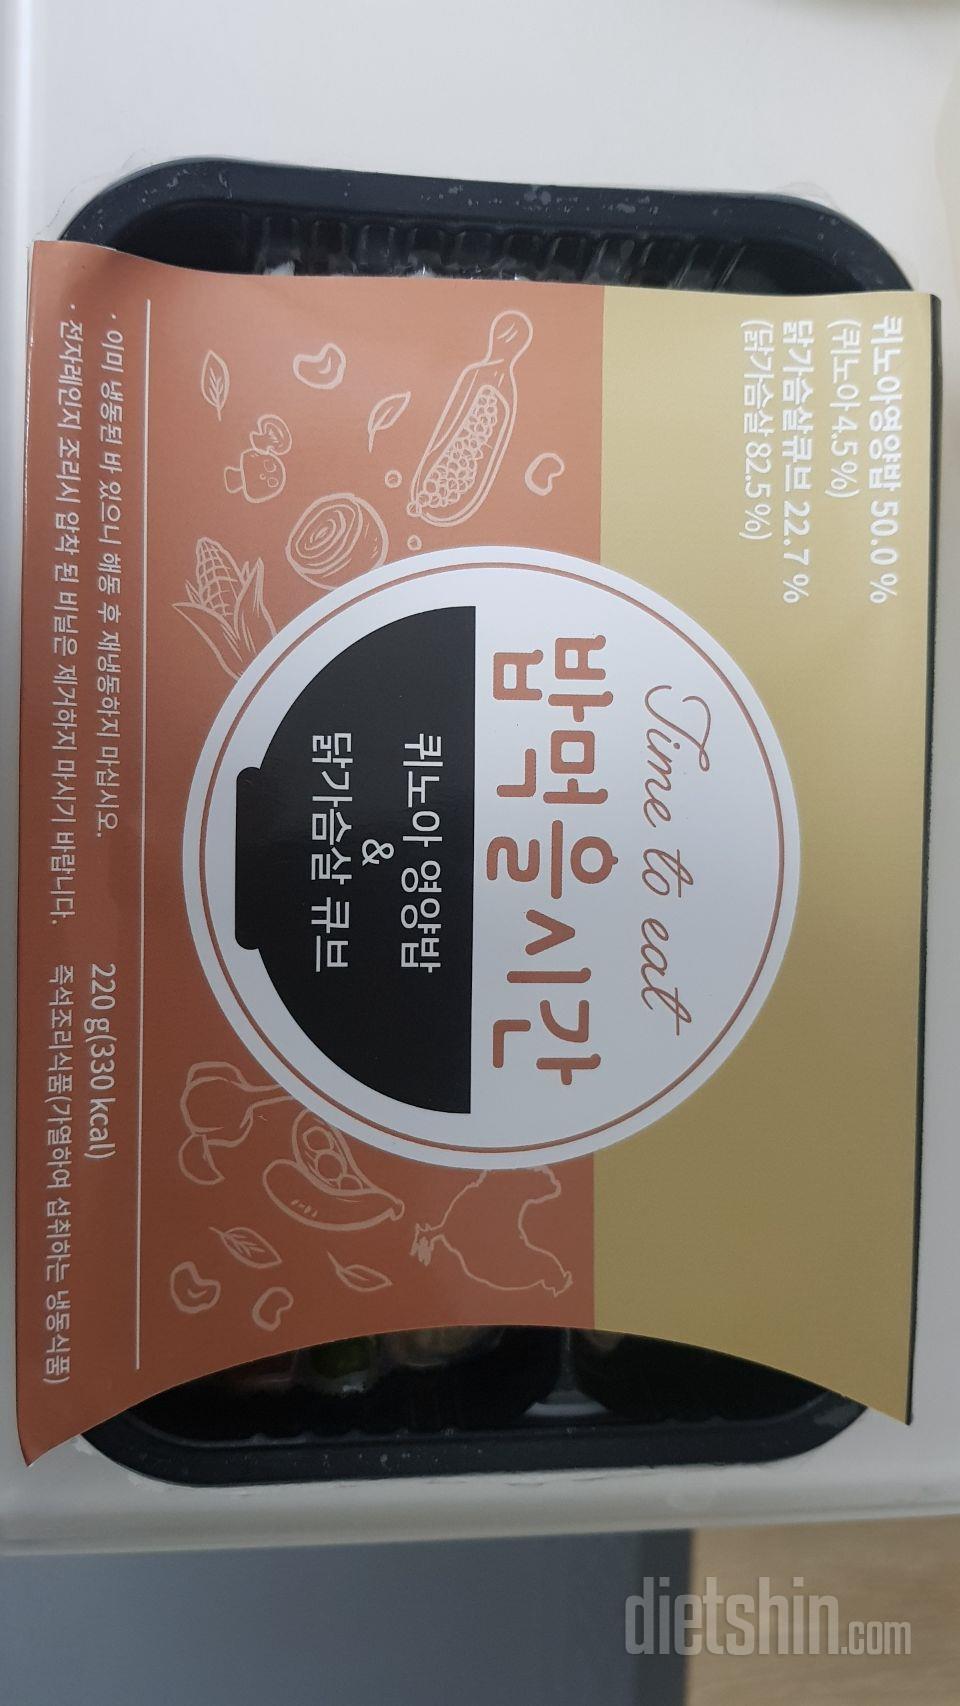 퀴노아영양밥 50.0 %
(퀴노아 4.5 %)
닭가슴살큐브 22.7 %
(닭가슴살 82.5 %)
Time to eat
밥먹을시간
퀴노아 영양밥
&
닭가슴살 큐브
· 이미 냉동된 바 있으니 해동 후 재냉동하지 마십시오.
· 전자레인지 조리시 압착 된 비닐은 제거하지 마시기 바랍니다.
220 g(330 kcal)
즉석조리식품(가열하여 섭취하는 냉동식품)
dietshin.com